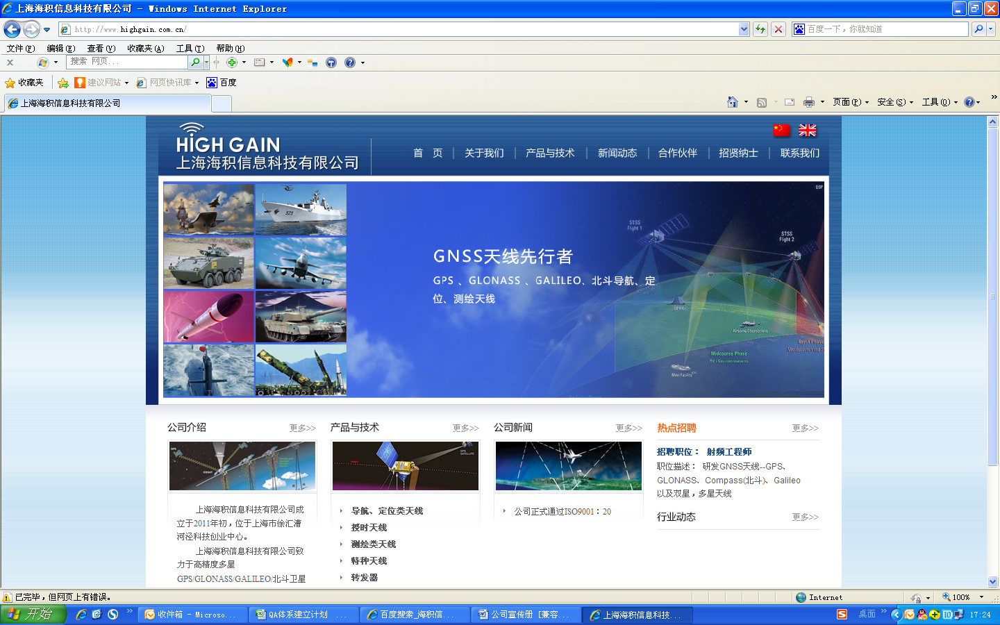 上海海积信息科技有限公司 - Windows Internet Explorer
http://www.highgain.com.cn/
百度一下，你就知道
文件(F) 编辑(E) 查看(V) 收藏夹(A) 工具(T) 帮助(H)
x 搜索 网页...
收藏夹 建议网站 网页快讯库 百度
上海海积信息科技有限公司
页面(P) 安全(S) 工具(O)
HIGH GAIN
上海海积信息科技有限公司
首 页 关于我们 产品与技术 新闻动态 合作伙伴 招贤纳士 联系我们
DSP
STSS
Flight 1
STSS
Flight 2
525
GNSS天线先行者
GPS 、GLONASS 、GALILEO、北斗导航、定
位、测绘天线
Airborne Observations
Midcourse Phase
公司介绍 更多>>
产品与技术 更多>>
公司新闻 更多>>
热点招聘 更多>>
GPS
SATELLITE
上海海积信息科技有限公司成
立于2011年初，位于上海市徐汇漕
河泾科技创业中心。
上海海积信息科技有限公司致
力于高精度多星
GPS/GLONASS/GALILEO/北斗卫星
导航、定位类天线
授时天线
测绘类天线
特种天线
转发器
公司正式通过ISO9001：20
招聘职位： 射频工程师
职位描述： 研发GNSS天线--GPS、
GLONASS、Compass(北斗)、Galileo
以及双星，多星天线
行业动态 更多>>
已完毕，但网页上有错误。
Internet
100%
开始
收件箱 - Microso...
QA体系建立计划 ...
百度搜索_海积信...
公司宣传册 [兼容...
上海海积信息科技...
桌面
17:24